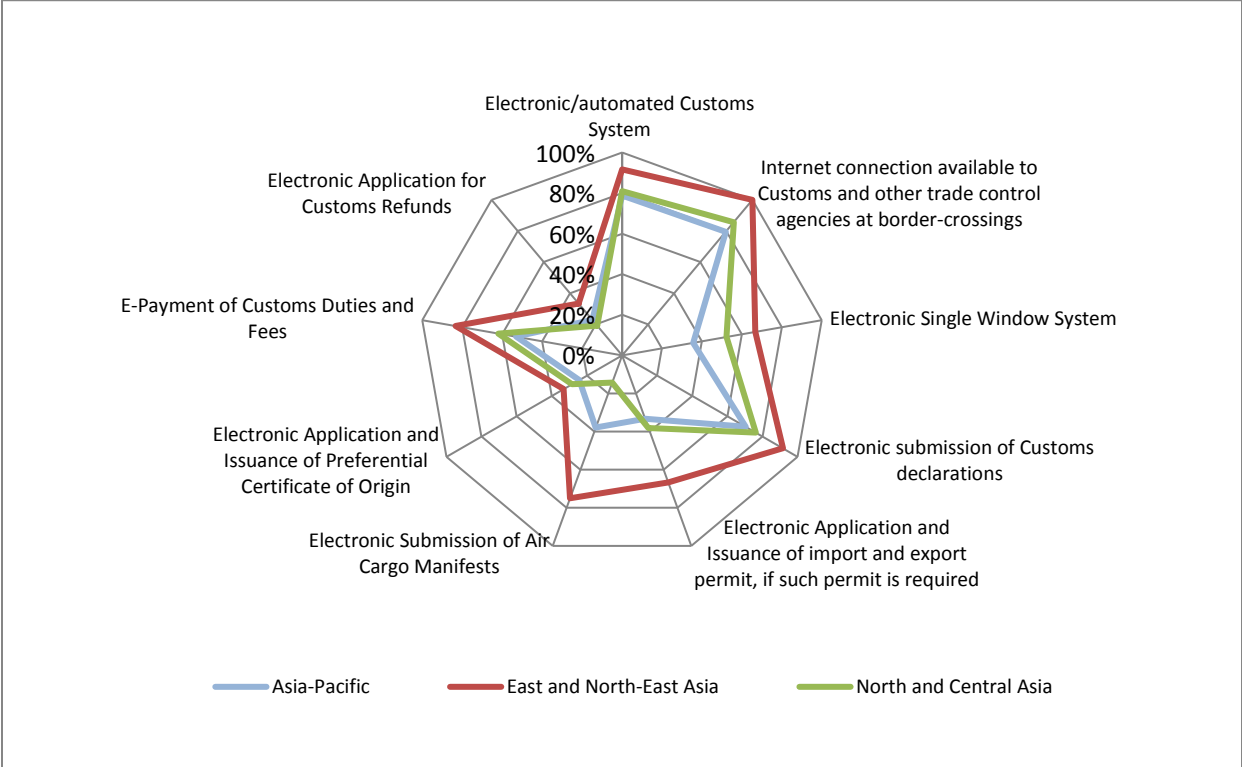 Electronic/automated Customs
System
100%
80%
60%
40%
20%
0%
Internet connection available to
Customs and other trade control
agencies at border-crossings
Electronic Single Window System
Electronic submission of Customs
declarations
Electronic Application and
Issuance of import and export
permit, if such permit is required
Electronic Submission of Air
Cargo Manifests
Electronic Application and
Issuance of Preferential
Certificate of Origin
E-Payment of Customs Duties and
Fees
Electronic Application for
Customs Refunds
Asia-Pacific
East and North-East Asia
North and Central Asia